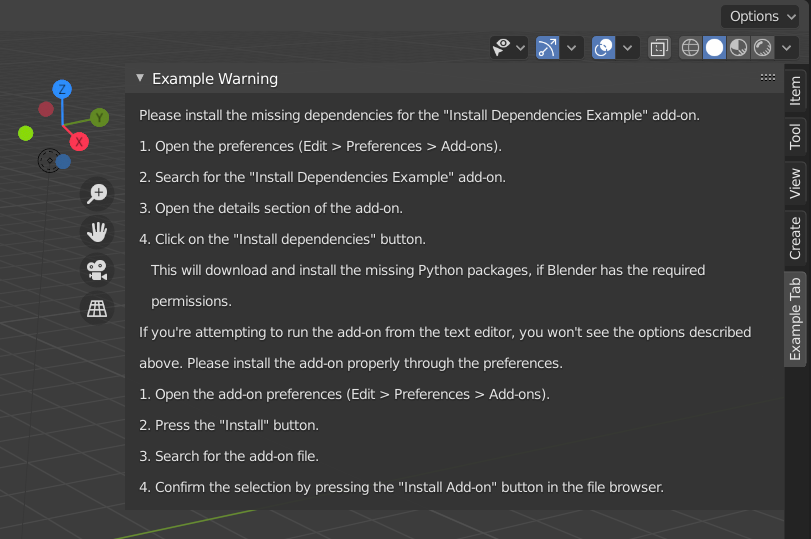 Options
Example Warning
Please install the missing dependencies for the "Install Dependencies Example" add-on.
1. Open the preferences (Edit > Preferences > Add-ons).
2. Search for the "Install Dependencies Example" add-on.
3. Open the details section of the add-on.
4. Click on the "Install dependencies" button.
This will download and install the missing Python packages, if Blender has the required
permissions.
If you're attempting to run the add-on from the text editor, you won't see the options described
above. Please install the add-on properly through the preferences.
1. Open the add-on preferences (Edit > Preferences > Add-ons).
2. Press the "Install" button.
3. Search for the add-on file.
4. Confirm the selection by pressing the "Install Add-on" button in the file browser.
Z
Y
X
Item
Tool
View
Create
Example Tab